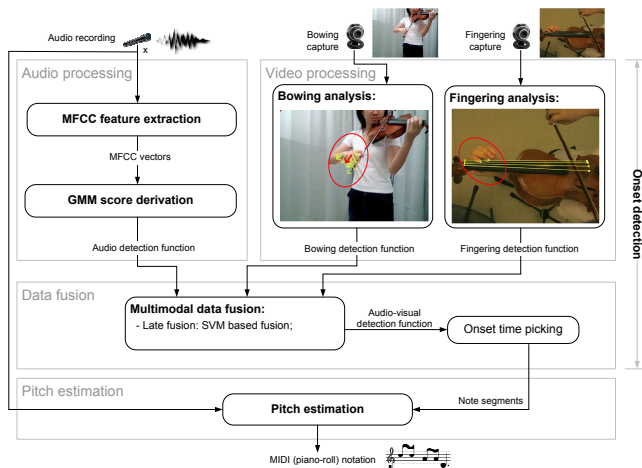 Audio recording
x
Bowing
capture
Fingering
capture
Audio processing
Video processing
MFCC feature extraction
MFCC vectors
GMM score derivation
Audio detection function
Bowing analysis:
Fingering analysis:
Bowing detection function
Fingering detection function
Onset detection
Data fusion
Multimodal data fusion:
- Late fusion: SVM based fusion;
Audio-visual
detection function
Onset time picking
Note segments
Pitch estimation
Pitch estimation
MIDI (piano-roll) notation